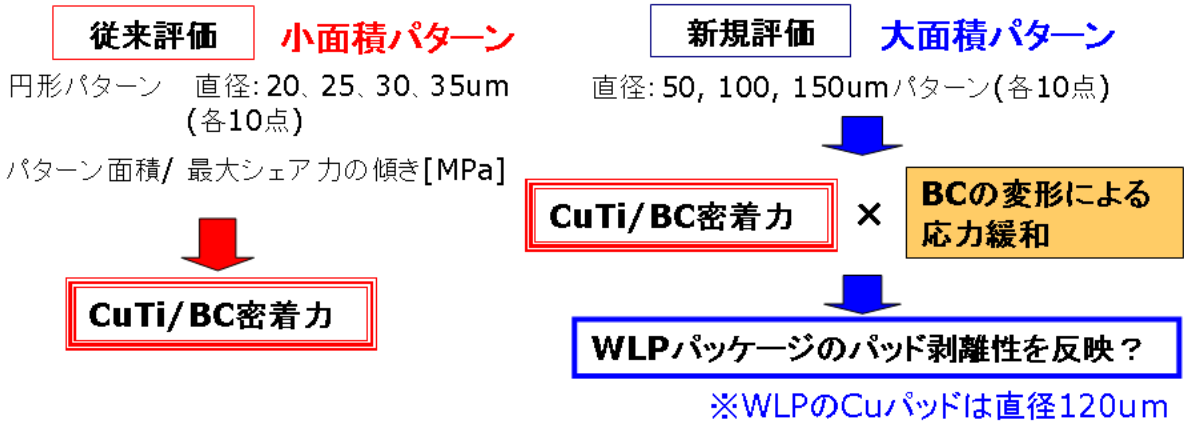 従来評価 小面積パターン
円形パターン 直径: 20、25、30、35um
(各10点)
パターン面積/ 最大シェア力の傾き[MPa]
CuTi/BC密着力
新規評価 大面積パターン
直径: 50, 100, 150umパターン(各10点)
CuTi/BC密着力 × BCの変形による
応力緩和
WLPパッケージのパッド剥離性を反映？
※WLPのCuパッドは直径120um